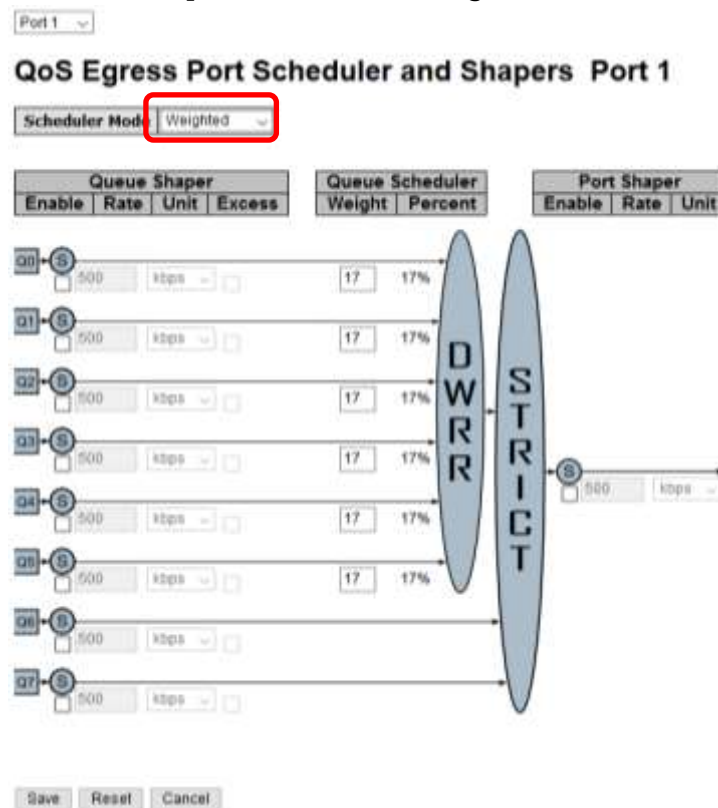 Port 1
QoS Egress Port Scheduler and Shapers Port 1
Scheduler Mode Weighted
Queue Shaper Queue Scheduler Port Shaper
Enable Rate Unit Excess Weight Percent Enable Rate Unit
Q0 S
500 kbps 17 17%
Q1 S
500 kbps 17 17%
Q2 S
500 kbps 17 17%
Q3 S
500 kbps 17 17%
Q4 S
500 kbps 17 17%
Q5 S
500 kbps 17 17%
Q6 S
500 kbps
Q7 S
500 kbps
DWRR
STRICT
S
500 kbps
Save Reset Cancel